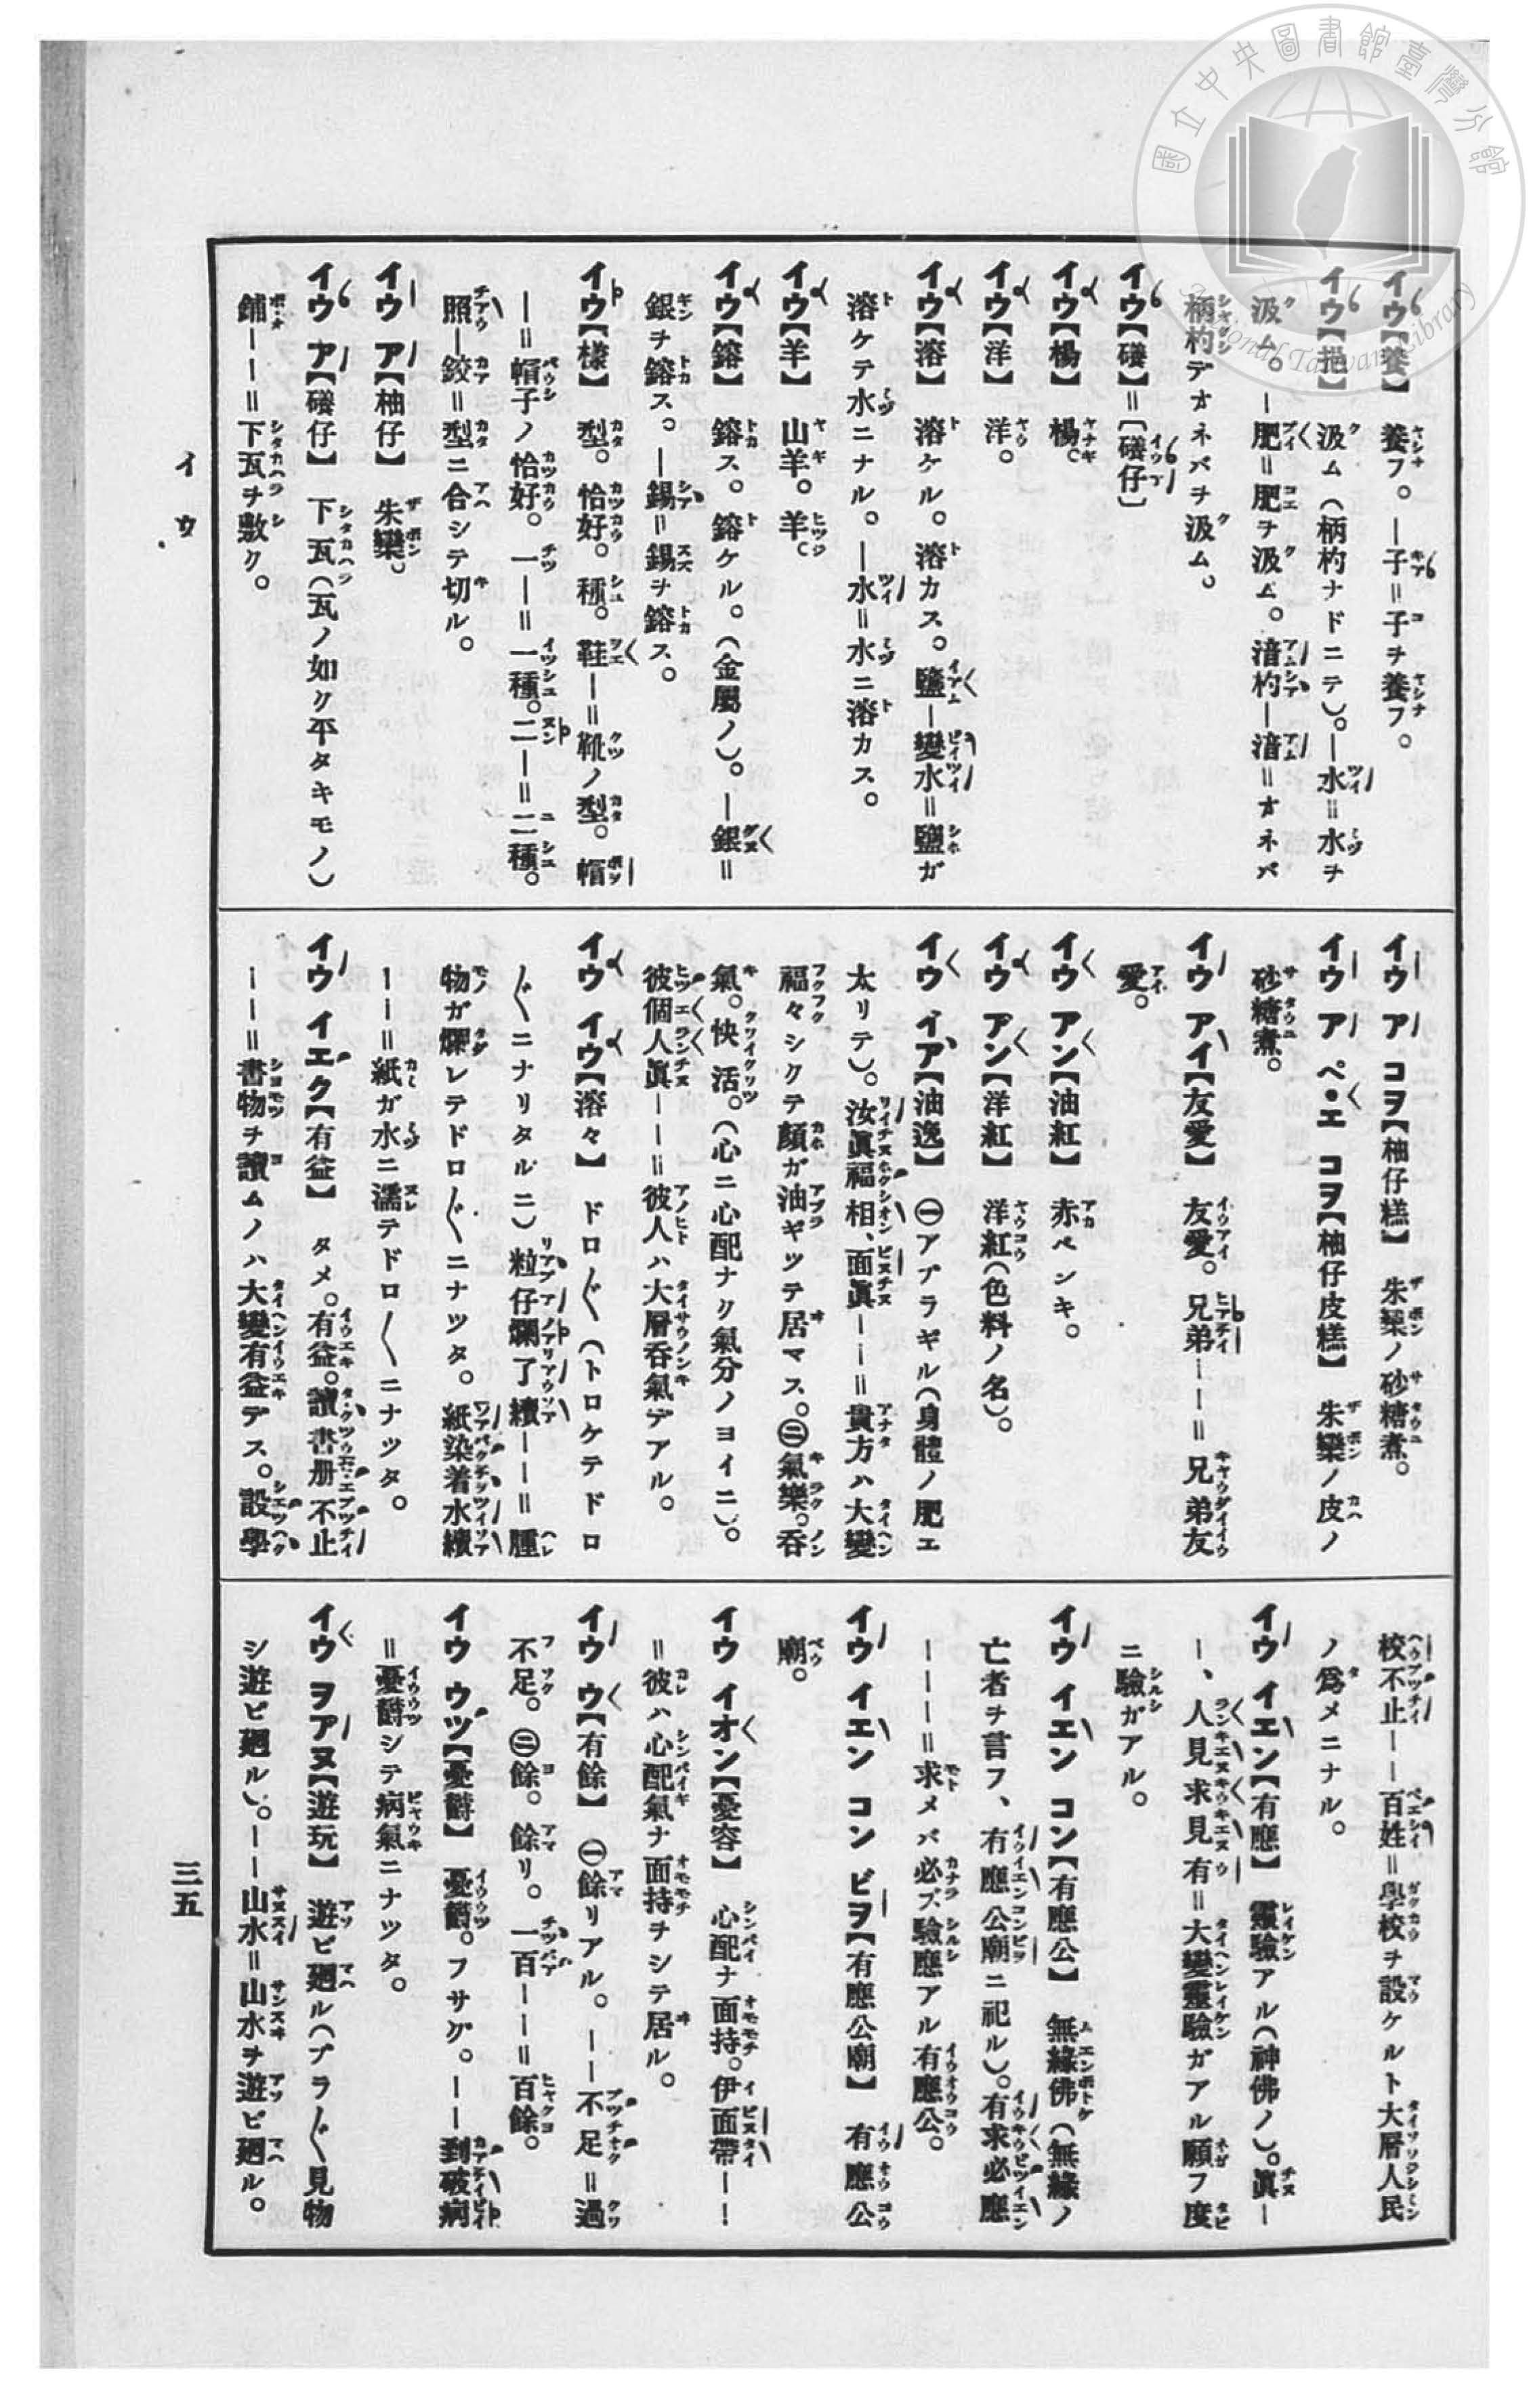 國立中央圖書館臺灣分館
National Taiwan Library
イウ【養】 養フ。―子＝子ヲ養フ。
イウ【挹】 汲ム（柄杓ナドニテ）。―水＝水ヲ
汲ム。―肥＝肥ヲ汲ム。涪杓―涪＝オネバ
柄杓デオネバヲ汲ム。
イウ【礒】＝〔礒仔〕
イウ【楊】 楊。
イウ【洋】 洋。
イウ【溶】 溶ケル。溶カス。鹽―變水＝鹽ガ
溶ケテ水ニナル。―水＝水ニ溶カス。
イウ【羊】 山羊。羊。
イウ【鎔】 鎔ス。鎔ケル。（金屬ノ）。―銀＝
銀ヲ鎔ス。―錫＝錫ヲ鎔ス。
イウ【樣】 型。恰好。種。鞋―＝靴ノ型。帽
―＝帽子ノ恰好。一―＝一種。二―＝二種。
照―鉸＝型ニ合シテ切ル。
イウ ア【柚仔】 朱欒。
イウ ア【礒仔】 下瓦（瓦ノ如ク平タキモノ）
鋪――＝下瓦ヲ敷ク。
イウ ア コヲ【柚仔糕】 朱欒ノ砂糖煮。
イウ ア ペ・エ コヲ【柚仔皮糕】 朱欒ノ皮ノ
砂糖煮。
イウ アイ【友愛】 友愛。兄弟――＝兄弟友
愛。
イウ アン【油紅】 赤ペンキ。
イウ アン【洋紅】 洋紅（色料ノ名）。
イウ イア【油逸】 ㊀アブラギル（身體ノ肥エ
太リテ）。汝眞福相、面眞――＝貴方ハ大變
福々シクテ顏ガ油ギッテ居マス。㊁氣樂。呑
氣。快活。（心ニ心配ナク氣分ノヨイニ）。
彼個人眞――＝彼人ハ大層呑氣デアル。
イウ イウ【溶々】 ドロ〲（トロケテドロ
〲ニナリタルニ）粒仔爛了續――＝腫
物ガ爛レテドロ〲ニナツタ。紙染着水續
――＝紙ガ水ニ濡テドロ〱ニナツタ。
イウ イエク【有益】 タメ。有益。讀書册不止
――＝書物ヲ讀ムノハ大變有益デス。設學
校不止――百姓＝學校ヲ設ケルト大層人民
ノ爲メニナル。
イウ イエン【有應】 靈驗アル（神佛ノ）。眞―
―、人見求見有＝大變靈驗ガアル願フ度
ニ驗ガアル。
イウ イエン コン【有應公】 無緣佛（無緣ノ
亡者ヲ言フ、有應公廟ニ祀ル）。有求必應
―――＝求メバ必ズ驗應アル有應公。
イウ イエン コン ビヲ【有應公廟】 有應公
廟。
イウ イオン【憂容】 心配ナ面持。伊面帶――
＝彼ハ心配氣ナ面持ヲシテ居ル。
イウ ウ【有餘】 ㊀餘リアル。――不足＝過
不足。㊁餘。餘リ。一百――＝百餘。
イウ ウツ【憂欝】 憂欝。フサグ。――到破病
＝憂欝シテ病氣ニナツタ。
イウ ヲアヌ【遊玩】 遊ビ廻ル（ブラ〲見物
シ遊ビ廻ル）。――山水＝山水ヲ遊ビ廻ル。
イウ
三五